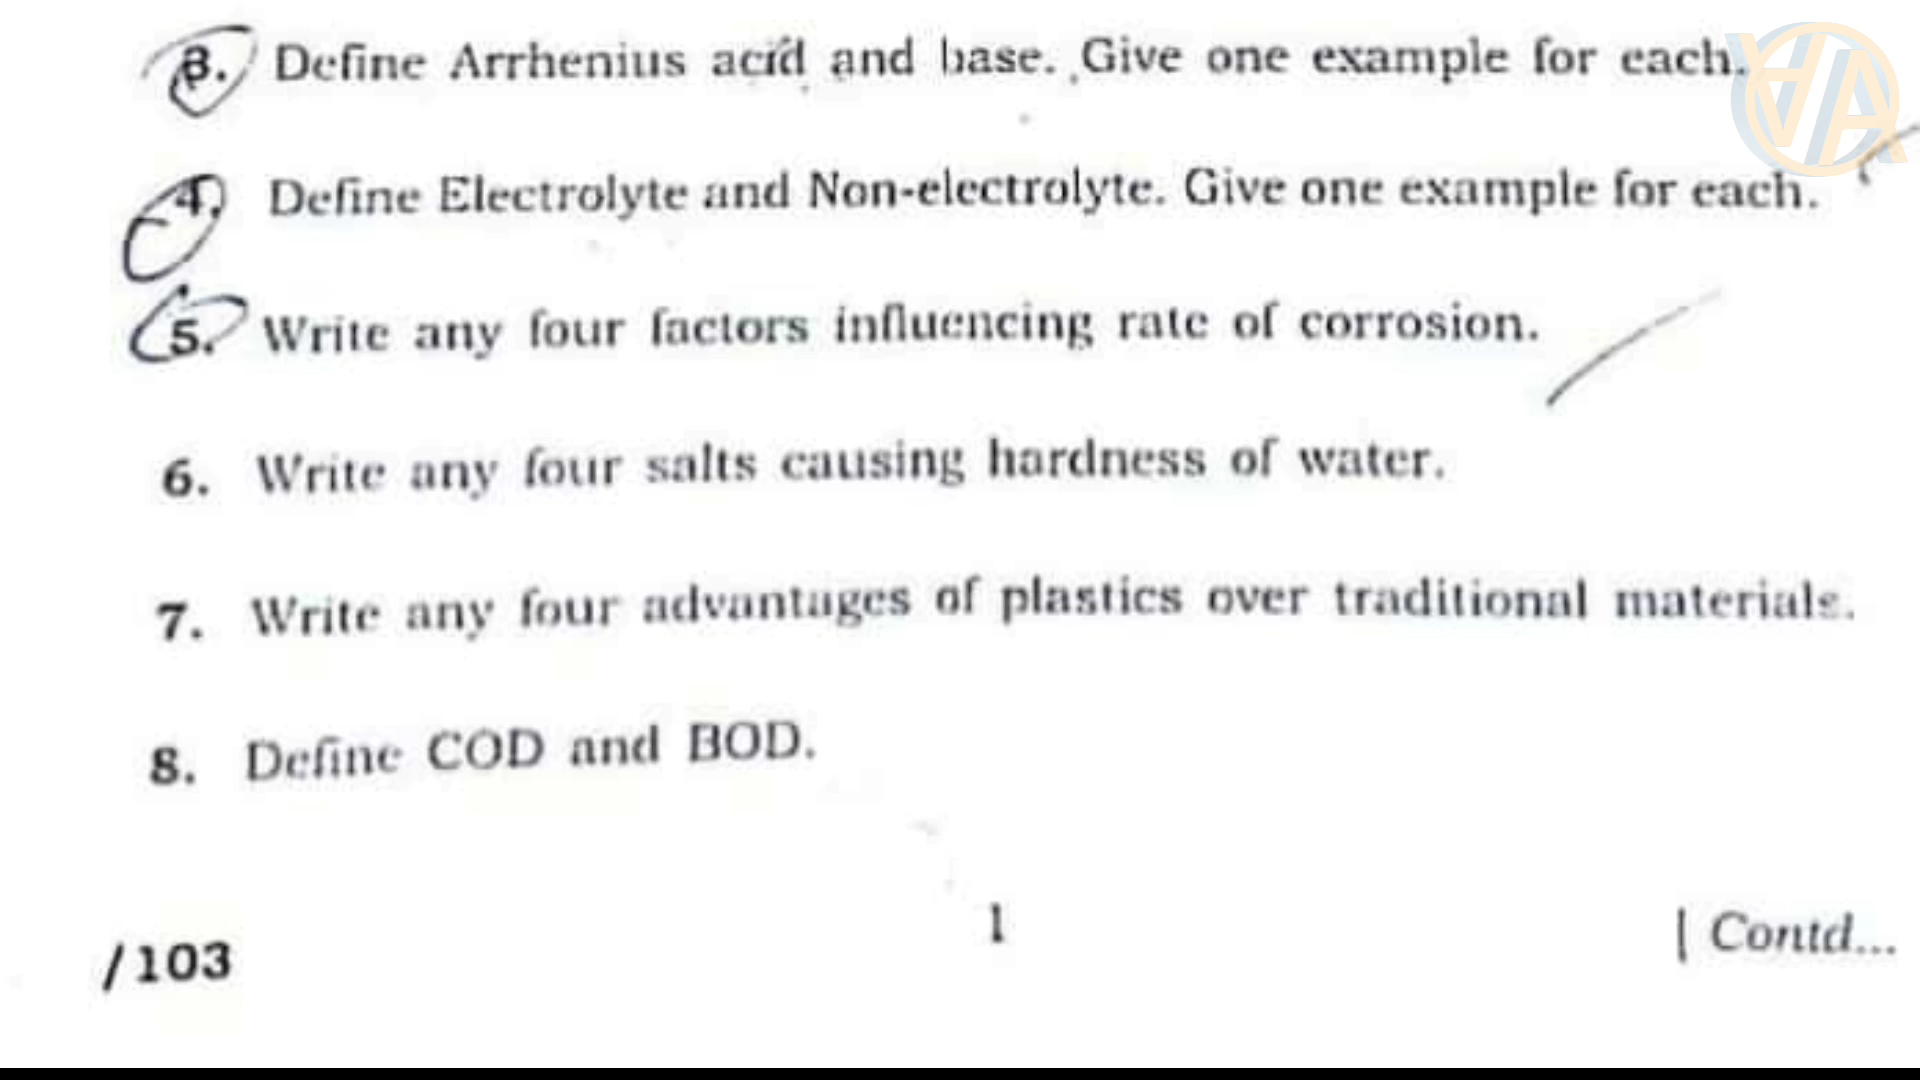 3. Define Arrhenius acid and base. Give one example for each.
4. Define Electrolyte and Non-electrolyte. Give one example for each.
5. Write any four factors influencing rate of corrosion.
6. Write any four salts causing hardness of water.
7. Write any four advantages of plastics over traditional materials.
8. Define COD and BOD.
/103 1 [ Contd...